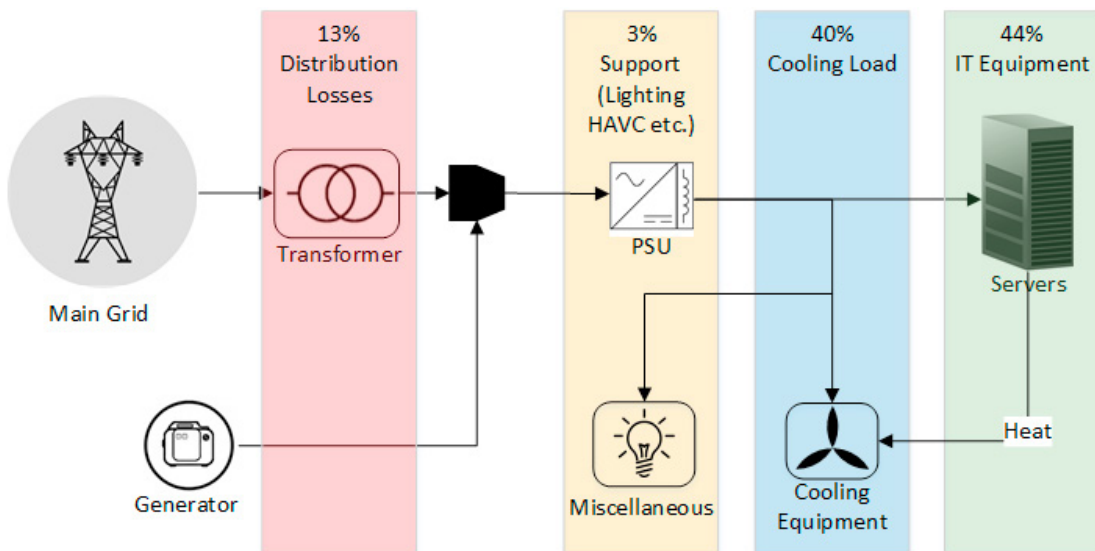 13%
Distribution
Losses
3%
Support
(Lighting
HAVC etc.)
40%
Cooling Load
44%
IT Equipment
Transformer
PSU
Servers
Main Grid
Heat
Generator
Miscellaneous
Cooling
Equipment